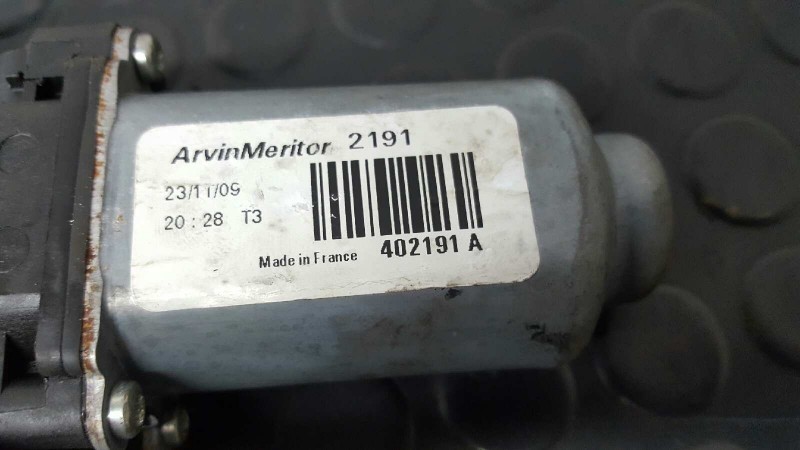 ArvinMeritor 2191
23/11/09
20 : 28 T3
Made in France 402191 A